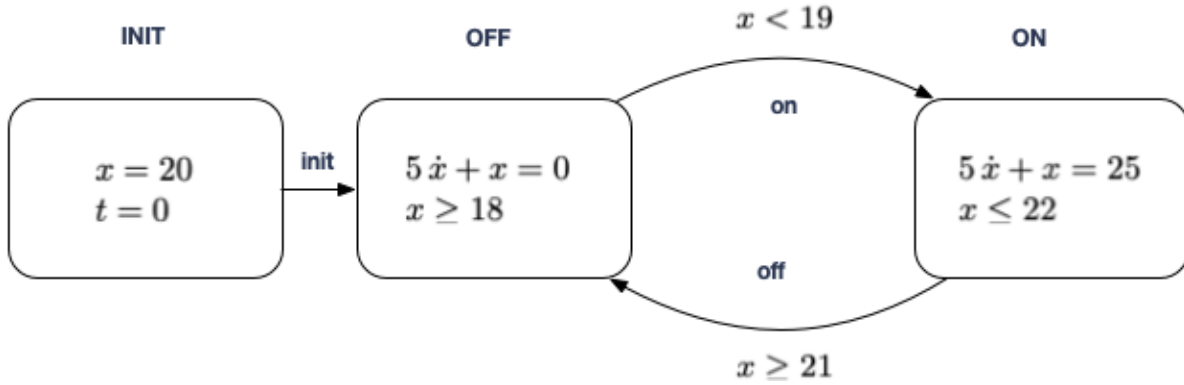 INIT
x = 20
t = 0
init
OFF
5 ẋ + x = 0
x ≥ 18
x < 19
on
off
x ≥ 21
ON
5 ẋ + x = 25
x ≤ 22